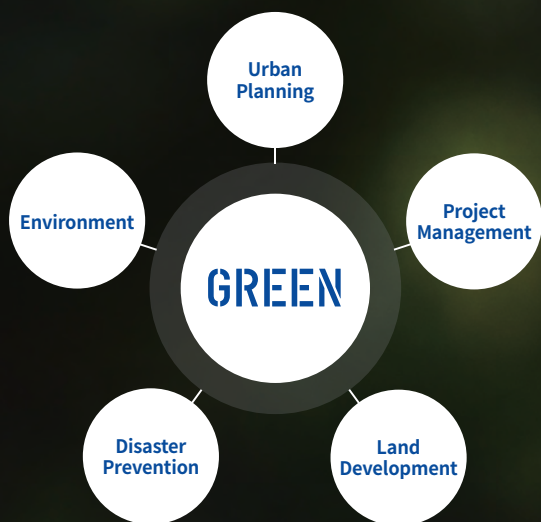 Urban
Planning
Environment
Project
Management
GREEN
Disaster
Prevention
Land
Development